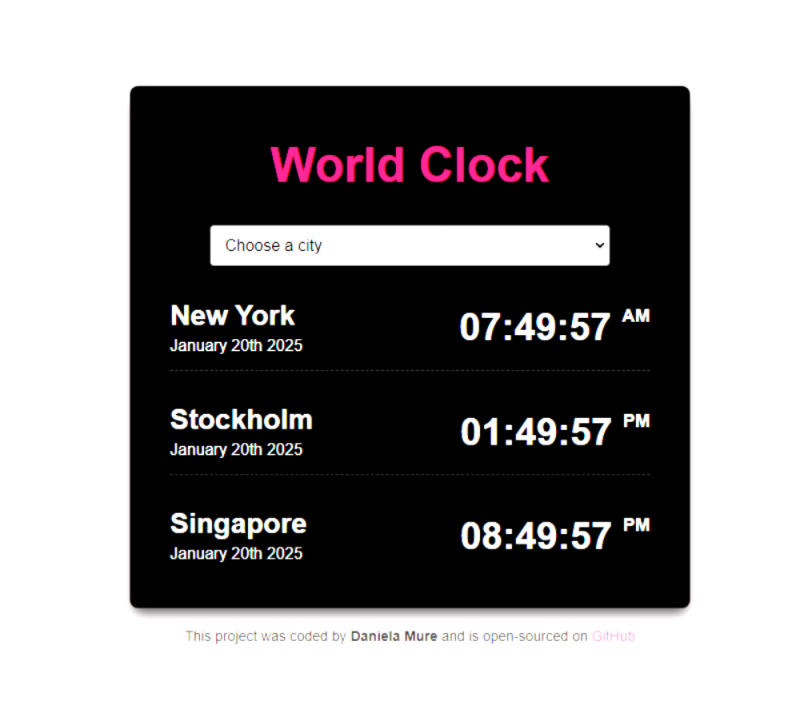 World Clock
Choose a city
New York
07:49:57 AM
January 20th 2025
Stockholm
01:49:57 PM
January 20th 2025
Singapore
08:49:57 PM
January 20th 2025
This project was coded by Daniela Mure and is open-sourced on GitHub